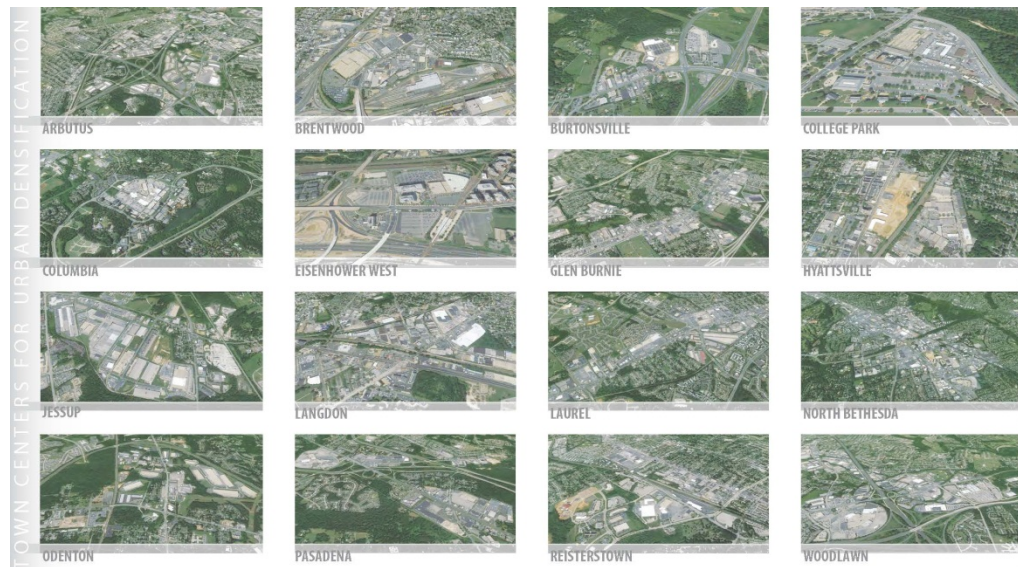 TOWN CENTERS FOR URBAN DENSIFICATION
ARBUTUS
BRENTWOOD
BURTONSVILLE
COLLEGE PARK
COLUMBIA
EISENHOWER WEST
GLEN BURNIE
HYATTSVILLE
JESSUP
LANGDON
LAUREL
NORTH BETHESDA
ODENTON
PASADENA
REISTERSTOWN
WOODLAWN